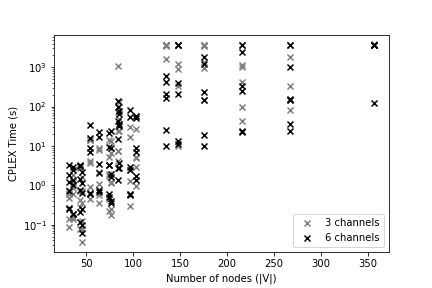 CPLEX Time (s)
10³
10²
10¹
10⁰
10⁻¹
50 100 150 200 250 300 350
Number of nodes (|V|)
3 channels
6 channels